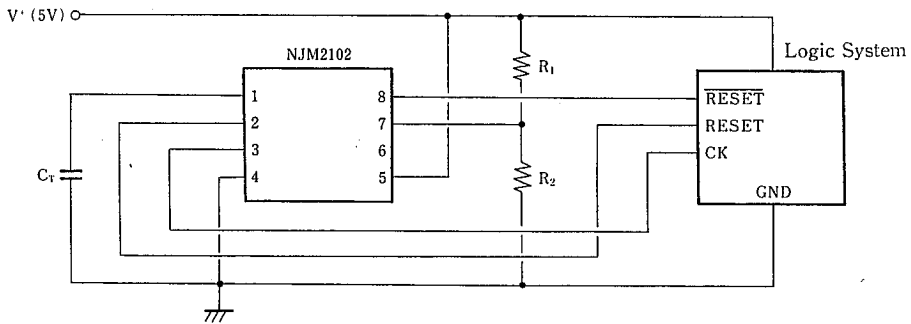 V⁺ (5V)
NJM2102
Logic System
R₁
1 8
RESET
2 7
RESET
3 6
CK
4 5
Cᴛ
R₂
GND